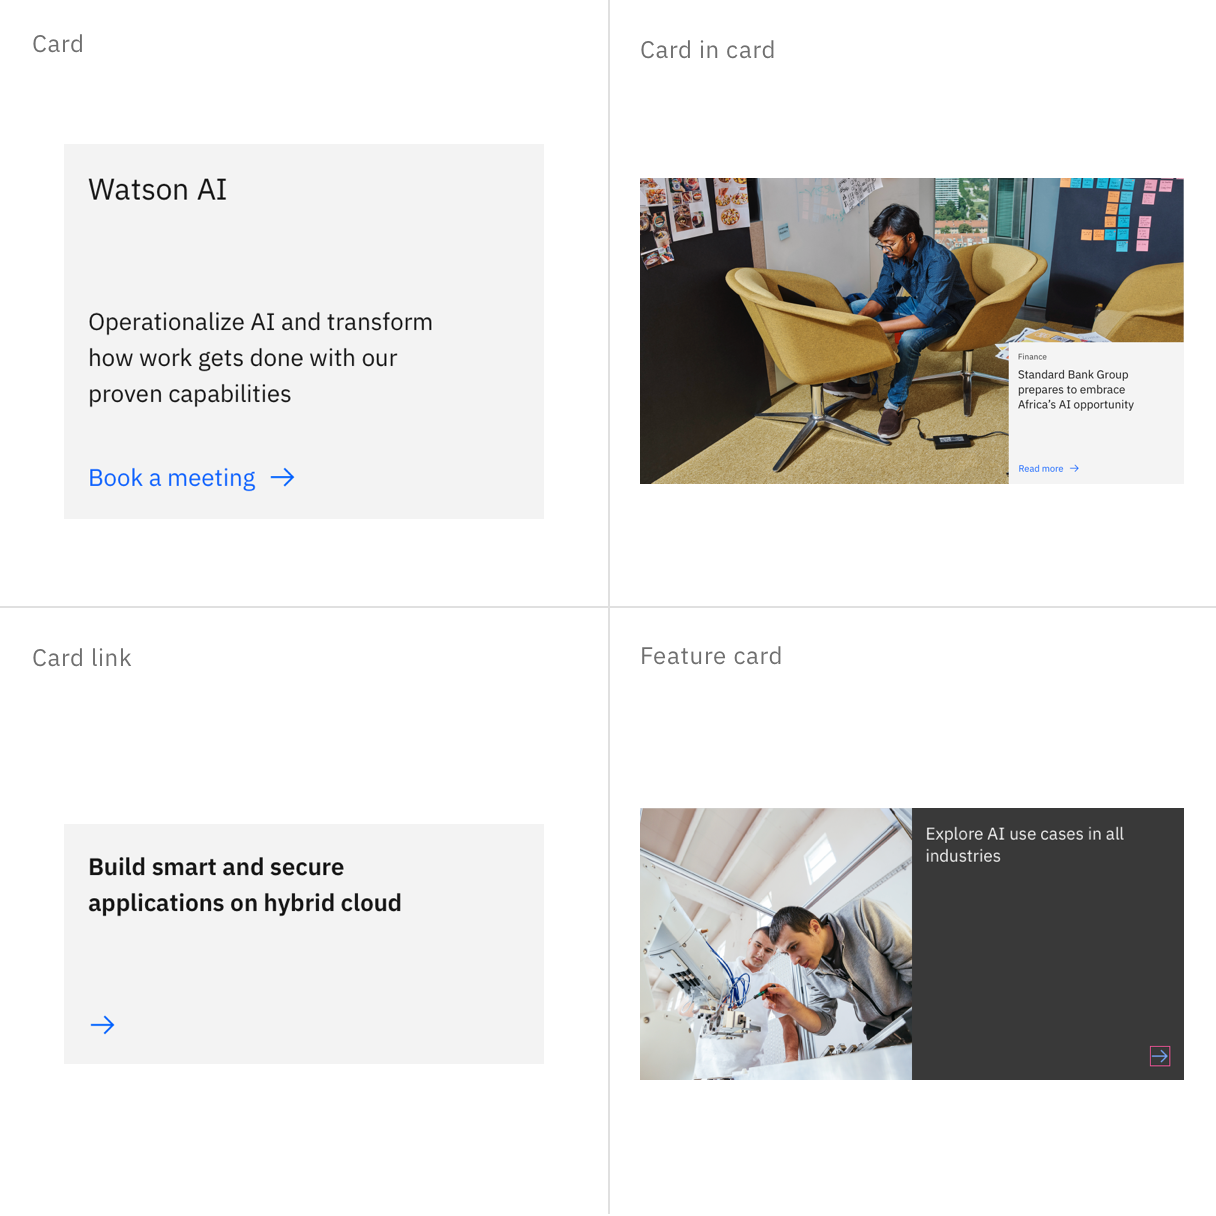 Card
Watson AI
Operationalize AI and transform
how work gets done with our
proven capabilities
Book a meeting
Card in card
Finance
Standard Bank Group
prepares to embrace
Africa's AI opportunity
Read more
Card link
Build smart and secure
applications on hybrid cloud
Feature card
Explore AI use cases in all
industries